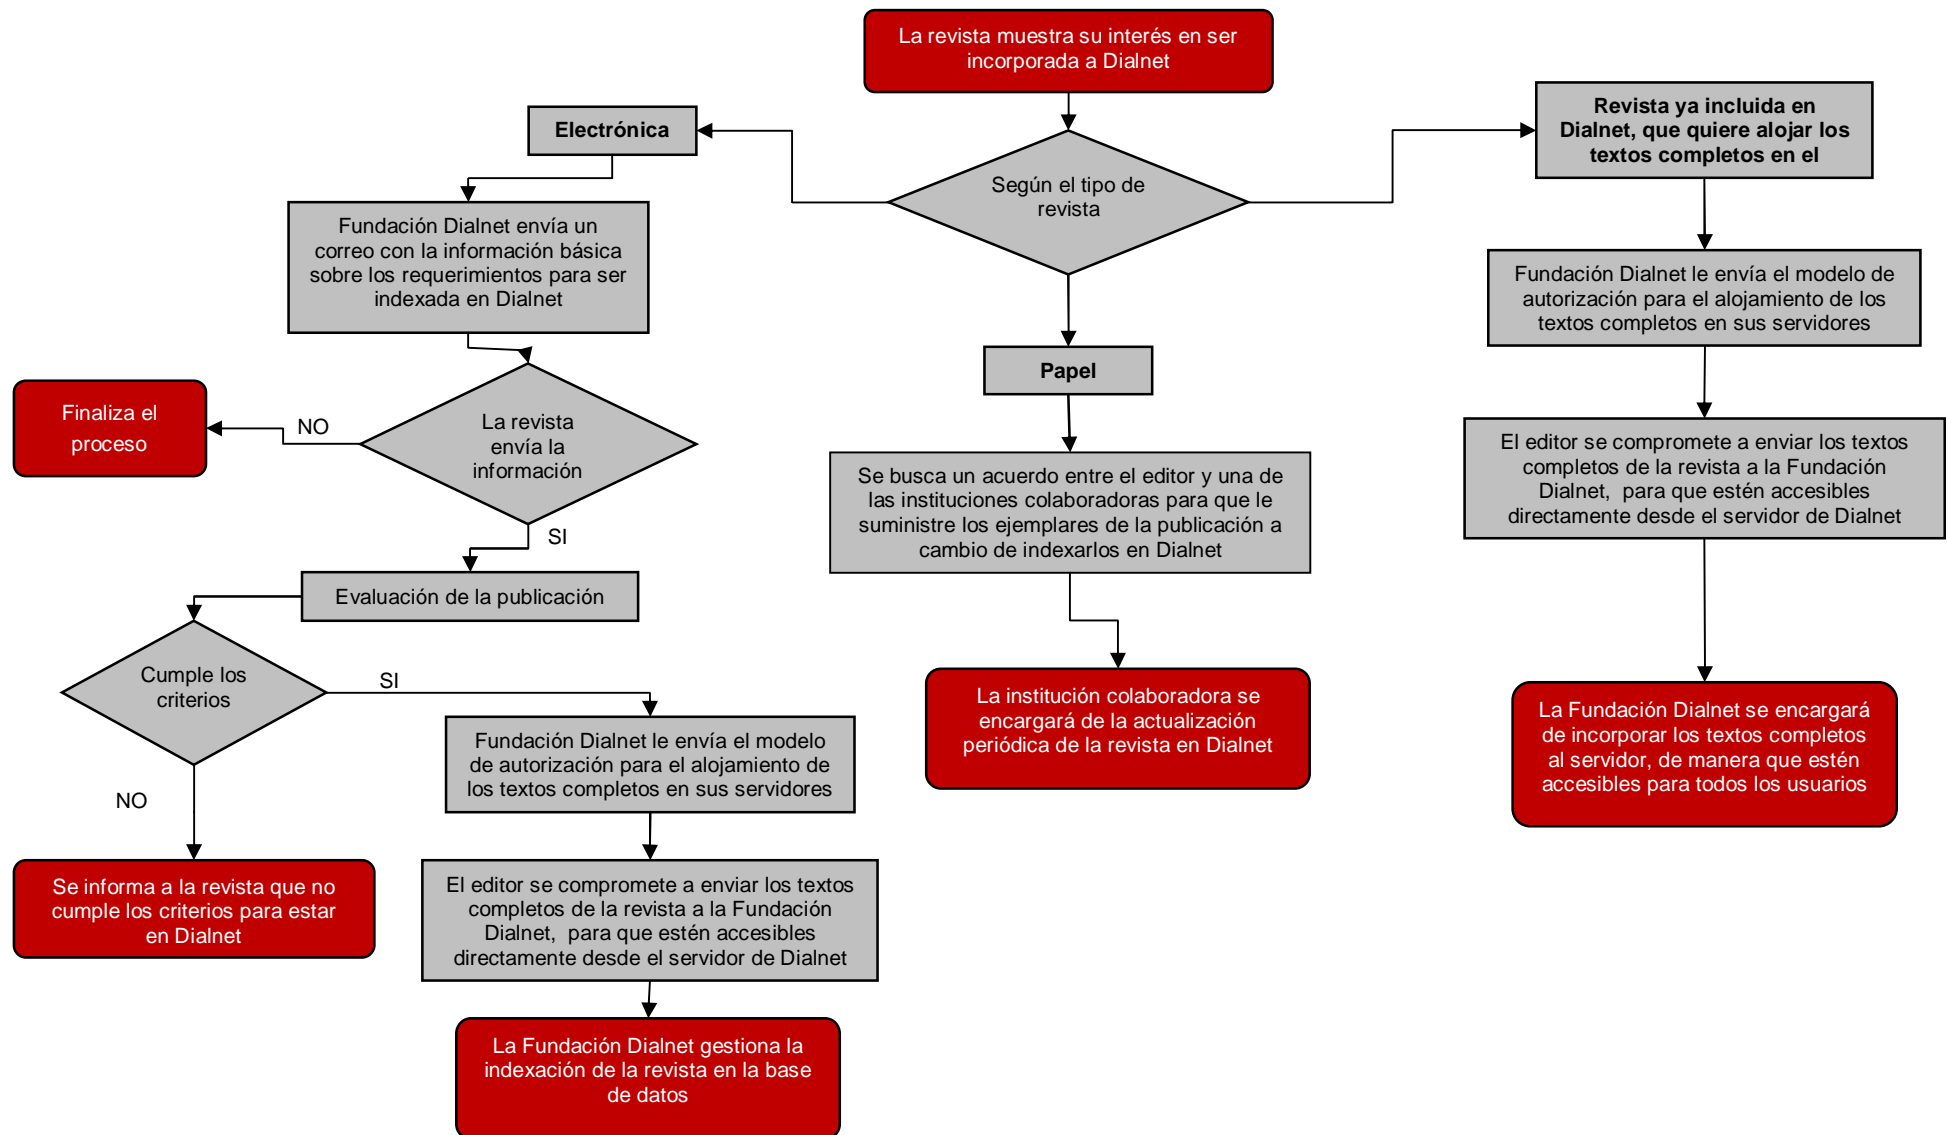 La revista muestra su interés en ser
incorporada a Dialnet
Electrónica
Según el tipo de
revista
Revista ya incluida en
Dialnet, que quiere alojar los
textos completos en el
Fundación Dialnet envía un
correo con la información básica
sobre los requerimientos para ser
indexada en Dialnet
Fundación Dialnet le envía el modelo de
autorización para el alojamiento de los
textos completos en sus servidores
Papel
Finaliza el
proceso
NO
La revista
envía la
información
SI
Se busca un acuerdo entre el editor y una de
las instituciones colaboradoras para que le
suministre los ejemplares de la publicación a
cambio de indexarlos en Dialnet
El editor se compromete a enviar los textos
completos de la revista a la Fundación
Dialnet,  para que estén accesibles
directamente desde el servidor de Dialnet
Evaluación de la publicación
Cumple los
criterios
SI
NO
Fundación Dialnet le envía el modelo
de autorización para el alojamiento de
los textos completos en sus servidores
La institución colaboradora se
encargará de la actualización
periódica de la revista en Dialnet
La Fundación Dialnet se encargará
de incorporar los textos completos
al servidor, de manera que estén
accesibles para todos los usuarios
Se informa a la revista que no
cumple los criterios para estar
en Dialnet
El editor se compromete a enviar los textos
completos de la revista a la Fundación
Dialnet,  para que estén accesibles
directamente desde el servidor de Dialnet
La Fundación Dialnet gestiona la
indexación de la revista en la base
de datos